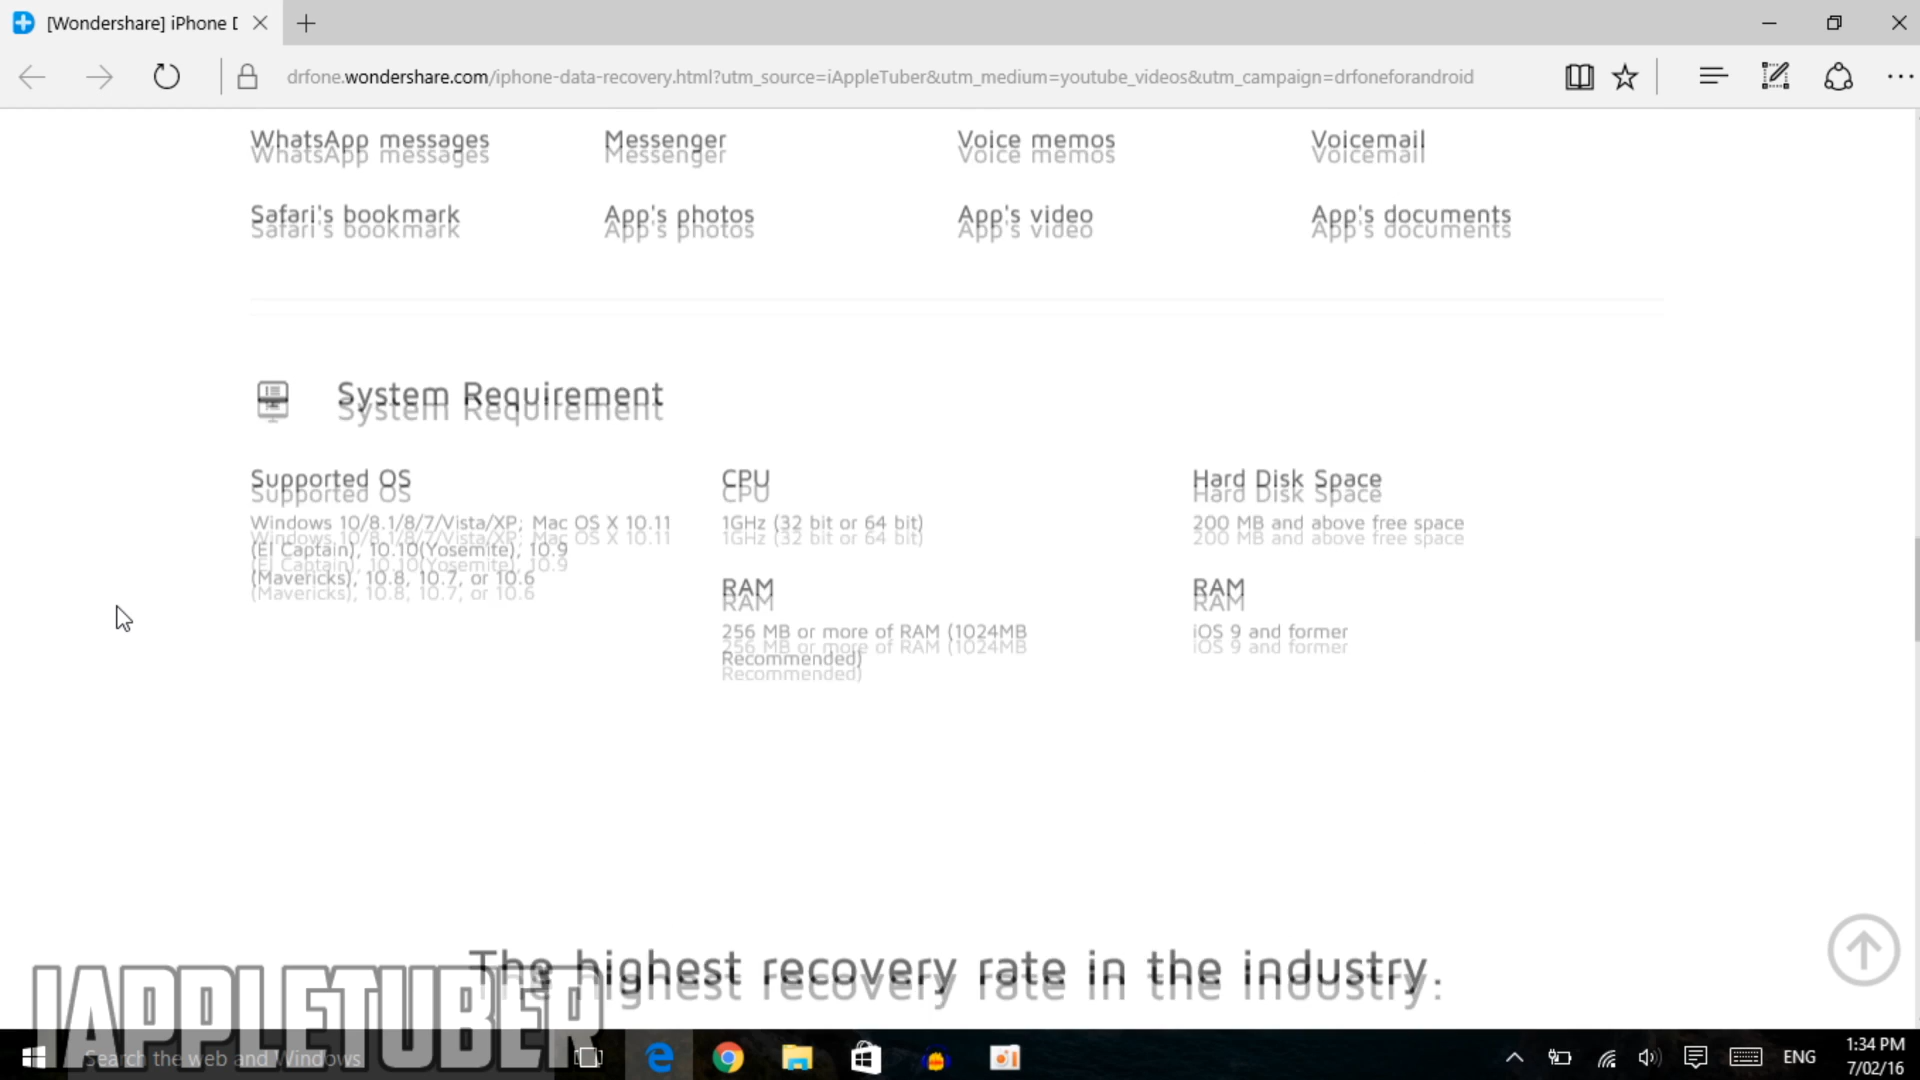 [Wondershare] iPhone D
drfone.wondershare.com/iphone-data-recovery.html?utm_source=iAppleTuber&utm_medium=youtube_videos&utm_campaign=drfoneforandroid
WhatsApp messages Messenger Voice memos Voicemail
Safari's bookmark App's photos App's video App's documents
System Requirement
Supported OS CPU Hard Disk Space
Windows 10/8.1/8/7/Vista/XP; Mac OS X 10.11 1GHz (32 bit or 64 bit) 200 MB and above free space
(El Captain), 10.10(Yosemite), 10.9
(Mavericks), 10.8, 10.7, or 10.6
RAM RAM
256 MB or more of RAM (1024MB iOS 9 and former
Recommended)
The highest recovery rate in the industry.
IAPPLETUBER
Search the web and Windows
ENG
1:34 PM
7/02/16